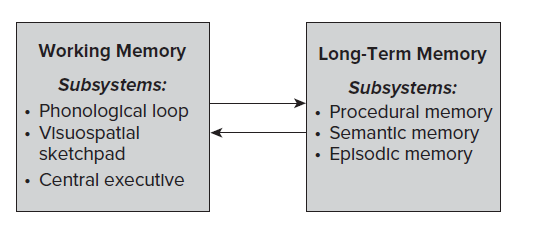 Working Memory
Subsystems:
• Phonological loop
• Visuospatial
sketchpad
• Central executive
Long-Term Memory
Subsystems:
• Procedural memory
• Semantic memory
• Episodic memory